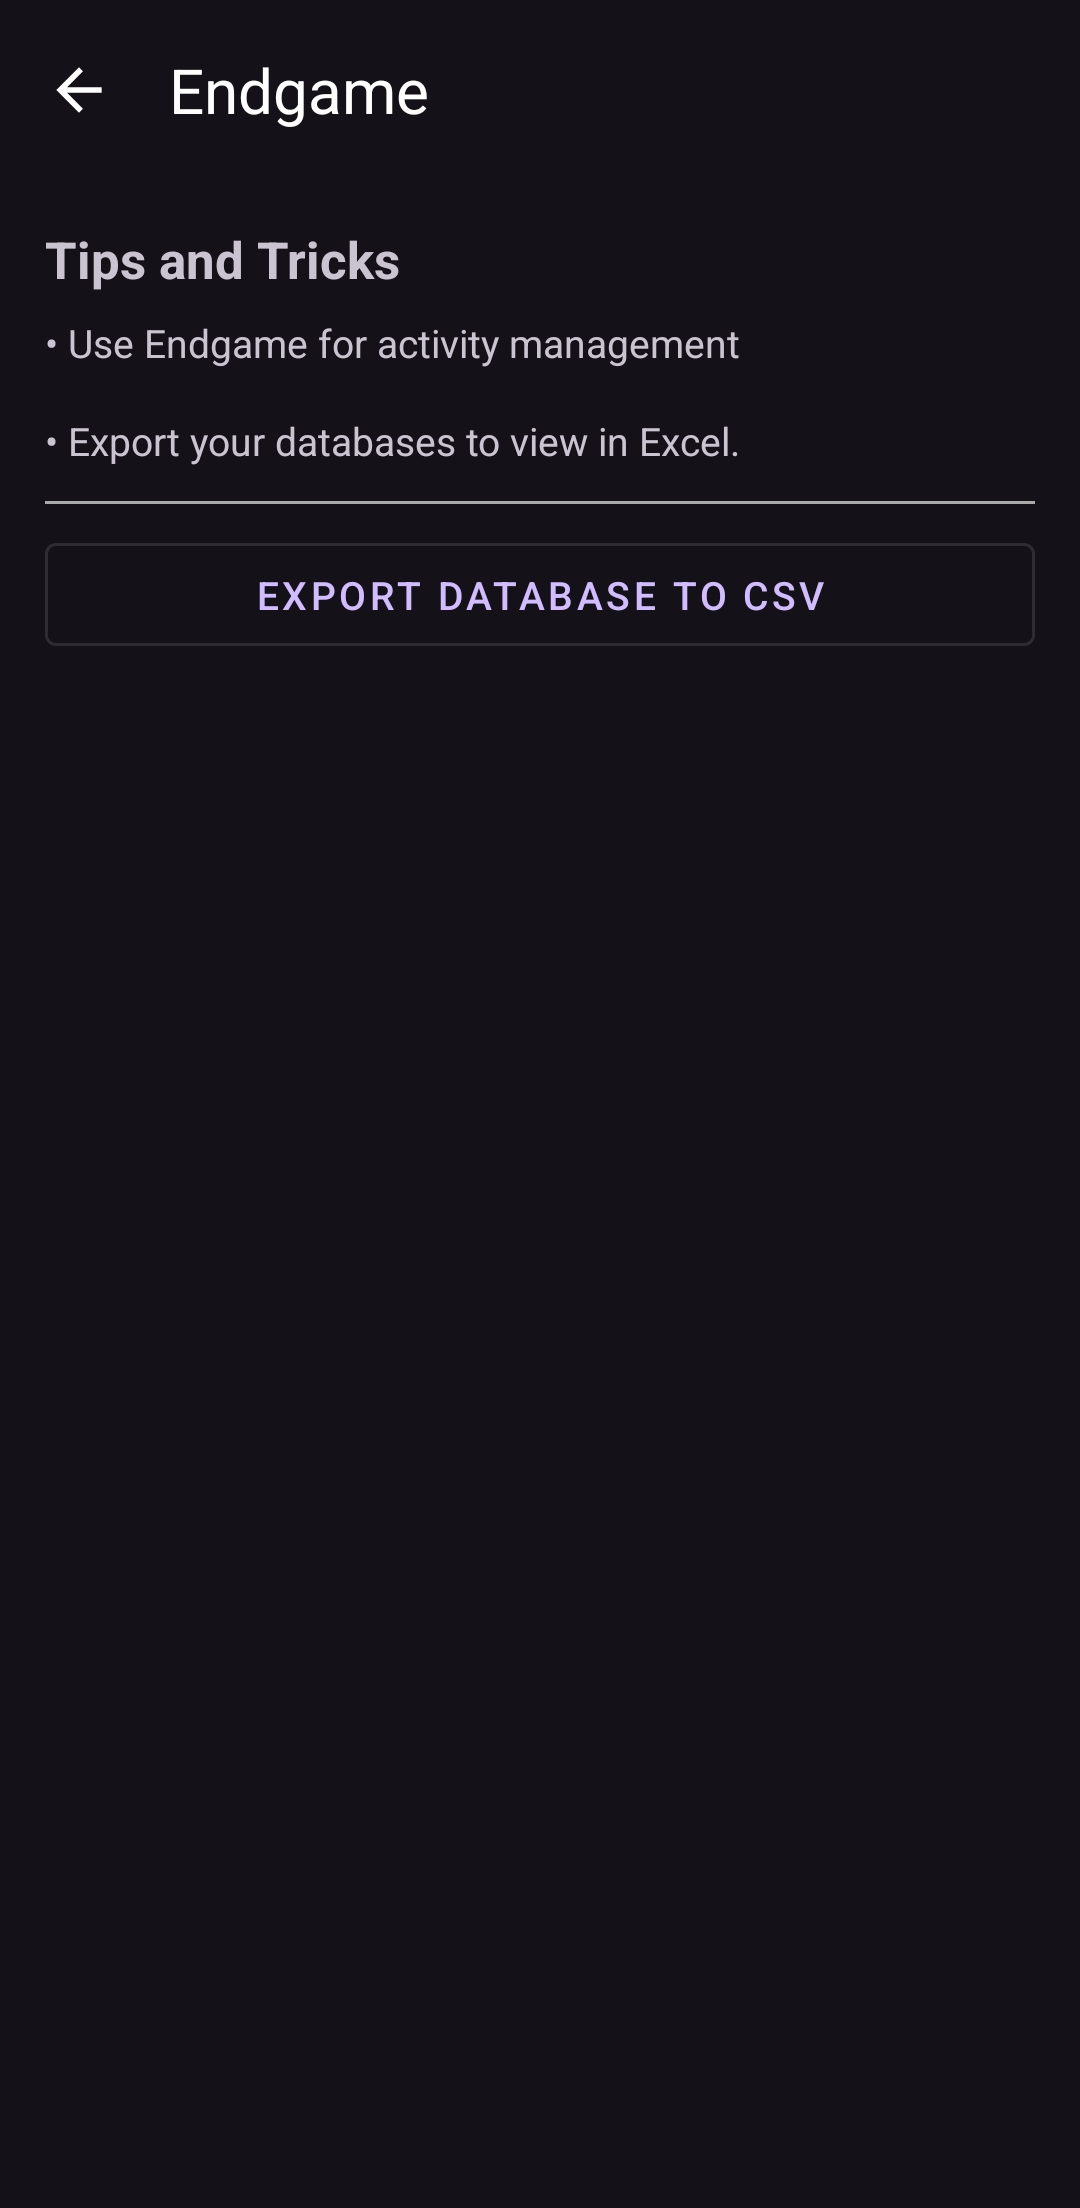 Endgame
Tips and Tricks
• Use Endgame for activity management
• Export your databases to view in Excel.
EXPORT DATABASE TO CSV